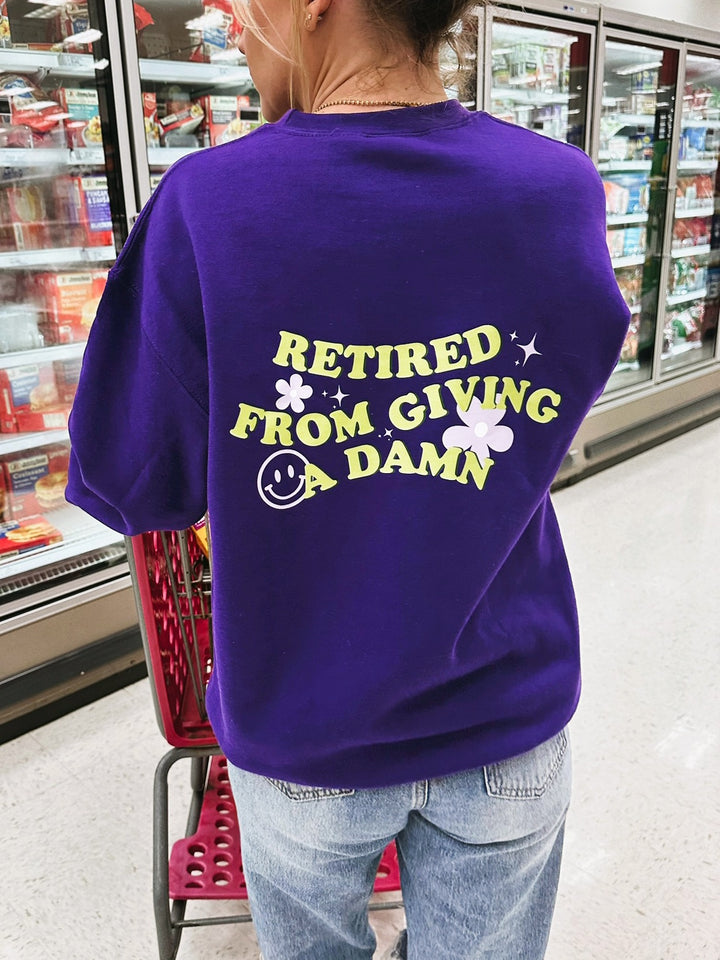 RETIRED
FROM GIVING
A DAMN